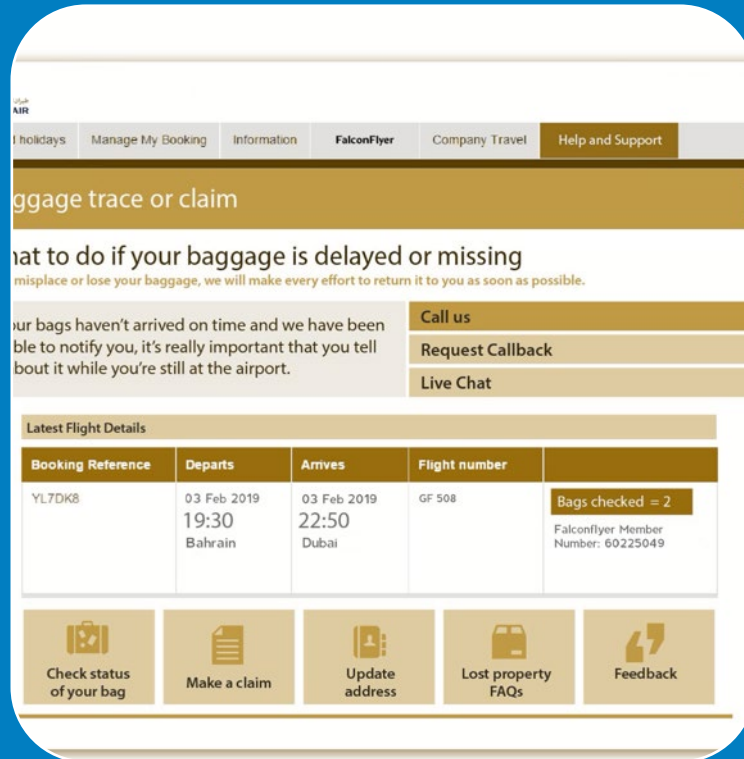 طيران
AIR
holidays Manage My Booking Information FalconFlyer Company Travel Help and Support
ggage trace or claim
hat to do if your baggage is delayed or missing
misplace or lose your baggage, we will make every effort to return it to you as soon as possible.
our bags haven't arrived on time and we have been
ble to notify you, it's really important that you tell
bout it while you're still at the airport.
Call us
Request Callback
Live Chat
Latest Flight Details
Booking Reference Departs Arrives Flight number
YL7DK8 03 Feb 2019 03 Feb 2019 GF 508 Bags checked = 2
19:30 22:50 Falconflyer Member
Bahrain Dubai Number: 60225049
Check status
of your bag
Make a claim
Update
address
Lost property
FAQs
Feedback